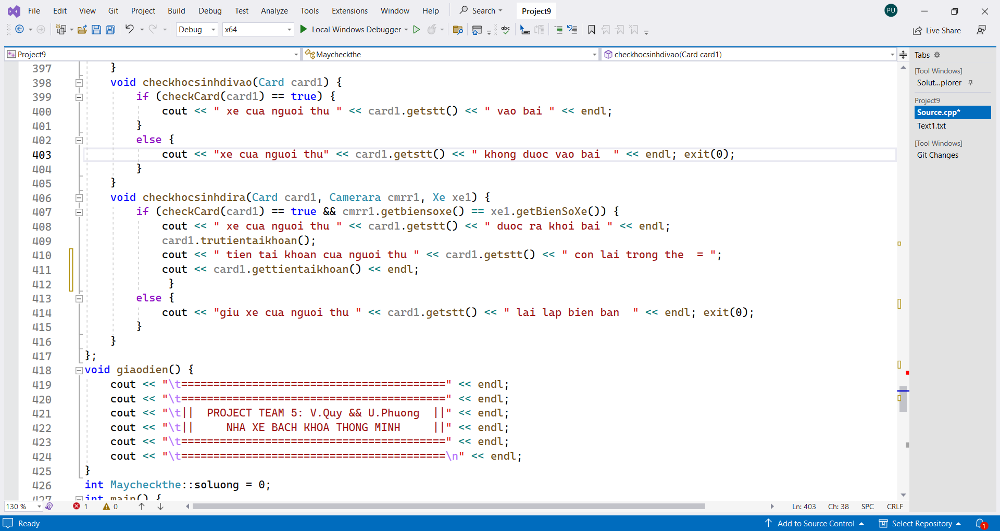 File Edit View Git Project Build Debug Test Analyze Tools Extensions Window Help Search Project9 PU
Debug x64 Local Windows Debugger abc Live Share
Project9 Maycheckthe checkhocsinhdivao(Card card1)
397 }
398 void checkhocsinhdivao(Card card1) {
399 if (checkCard(card1) == true) {
400 cout << " xe cua nguoi thu " << card1.getstt() << " vao bai " << endl;
401 }
402 else {
403 cout << "xe cua nguoi thu" << card1.getstt() << " khong duoc vao bai  " << endl; exit(0);
404 }
405 }
406 void checkhocsinhdira(Card card1, Camerara cmrr1, Xe xe1) {
407 if (checkCard(card1) == true && cmrr1.getbiensoxe() == xe1.getBienSoXe()) {
408 cout << " xe cua nguoi thu " << card1.getstt() << " duoc ra khoi bai " << endl;
409 card1.trutientaikhoan();
410 cout << " tien tai khoan cua nguoi thu " << card1.getstt() << " con lai trong the  = ";
411 cout << card1.gettientaikhoan() << endl;
412 }
413 else {
414 cout << "giu xe cua nguoi thu " << card1.getstt() << " lai lap bien ban  " << endl; exit(0);
415 }
416 }
417 };
418 void giaodien() {
419 cout << "\t=========================================" << endl;
420 cout << "\t=========================================" << endl;
421 cout << "\t||  PROJECT TEAM 5: V.Quy && U.Phuong  ||" << endl;
422 cout << "\t||     NHA XE BACH KHOA THONG MINH     ||" << endl;
423 cout << "\t=========================================" << endl;
424 cout << "\t=========================================\n" << endl;
425 }
426 int Maycheckthe::soluong = 0;
427 int main() {
130 % 1 0 Ln: 403 Ch: 38 SPC CRLF
Tabs
[Tool Windows]
Solut...plorer
Project9
Source.cpp*
Text1.txt
[Tool Windows]
Git Changes
Ready Add to Source Control Select Repository 1